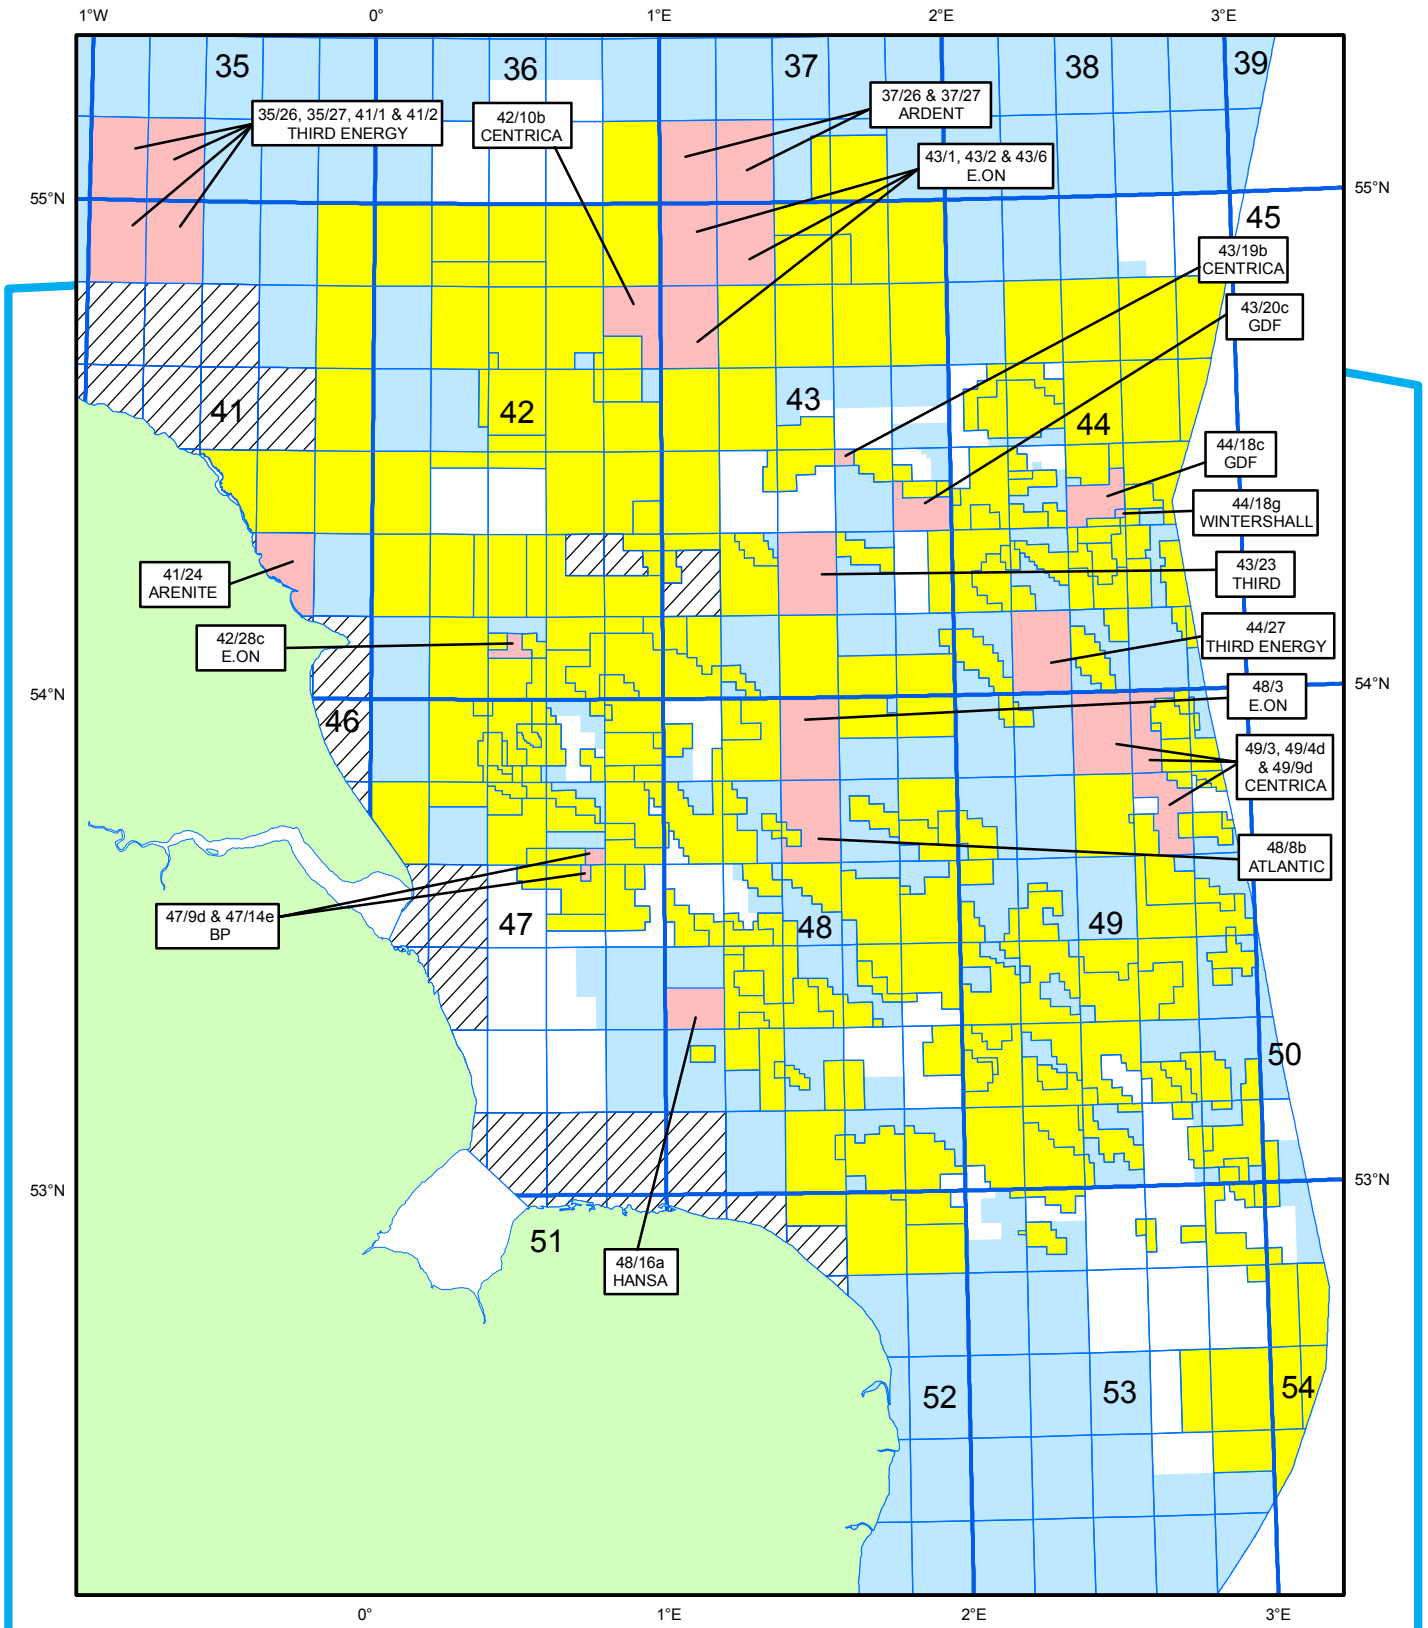 1°W
0°
1°E
2°E
3°E
35
36
37
38
39
35/26, 35/27, 41/1 & 41/2
THIRD ENERGY
42/10b
CENTRICA
37/26 & 37/27
ARDENT
43/1, 43/2 & 43/6
E.ON
55°N
55°N
45
43/19b
CENTRICA
43/20c
GDF
41
42
43
44
44/18c
GDF
44/18g
WINTERSHALL
41/24
ARENITE
43/23
THIRD
42/28c
E.ON
44/27
THIRD ENERGY
54°N
54°N
48/3
E.ON
46
49/3, 49/4d
& 49/9d
CENTRICA
48/8b
ATLANTIC
47/9d & 47/14e
BP
47
48
49
50
53°N
53°N
51
48/16a
HANSA
52
53
54
0°
1°E
2°E
3°E